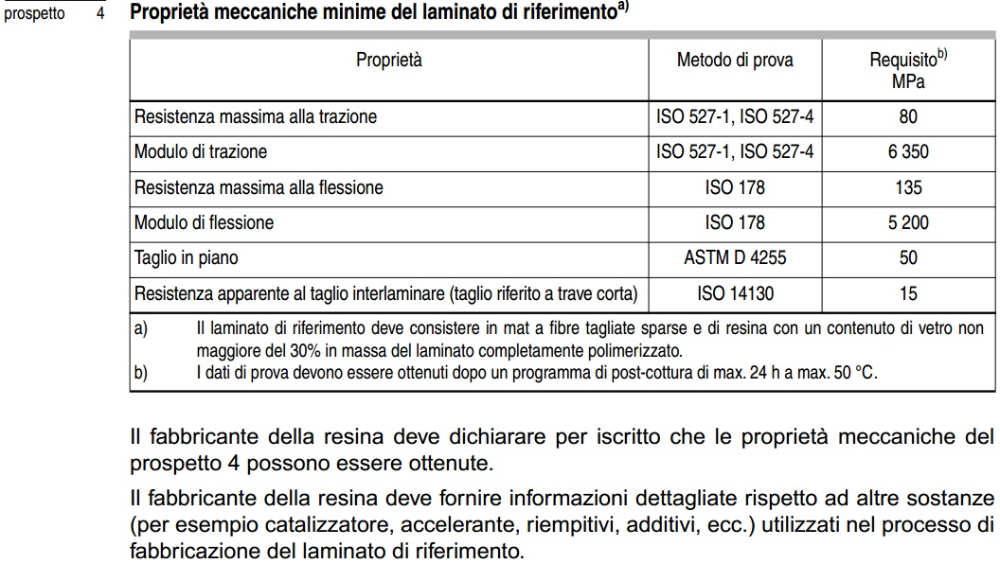 prospetto 4 Proprietà meccaniche minime del laminato di riferimento a)
Proprietà Metodo di prova Requisito b)
MPa
Resistenza massima alla trazione ISO 527-1, ISO 527-4 80
Modulo di trazione ISO 527-1, ISO 527-4 6 350
Resistenza massima alla flessione ISO 178 135
Modulo di flessione ISO 178 5 200
Taglio in piano ASTM D 4255 50
Resistenza apparente al taglio interlaminare (taglio riferito a trave corta) ISO 14130 15
a) Il laminato di riferimento deve consistere in mat a fibre tagliate sparse e di resina con un contenuto di vetro non
maggiore del 30% in massa del laminato completamente polimerizzato.
b) I dati di prova devono essere ottenuti dopo un programma di post-cottura di max. 24 h a max. 50 °C.
Il fabbricante della resina deve dichiarare per iscritto che le proprietà meccaniche del
prospetto 4 possono essere ottenute.
Il fabbricante della resina deve fornire informazioni dettagliate rispetto ad altre sostanze
(per esempio catalizzatore, accelerante, riempitivi, additivi, ecc.) utilizzati nel processo di
fabbricazione del laminato di riferimento.